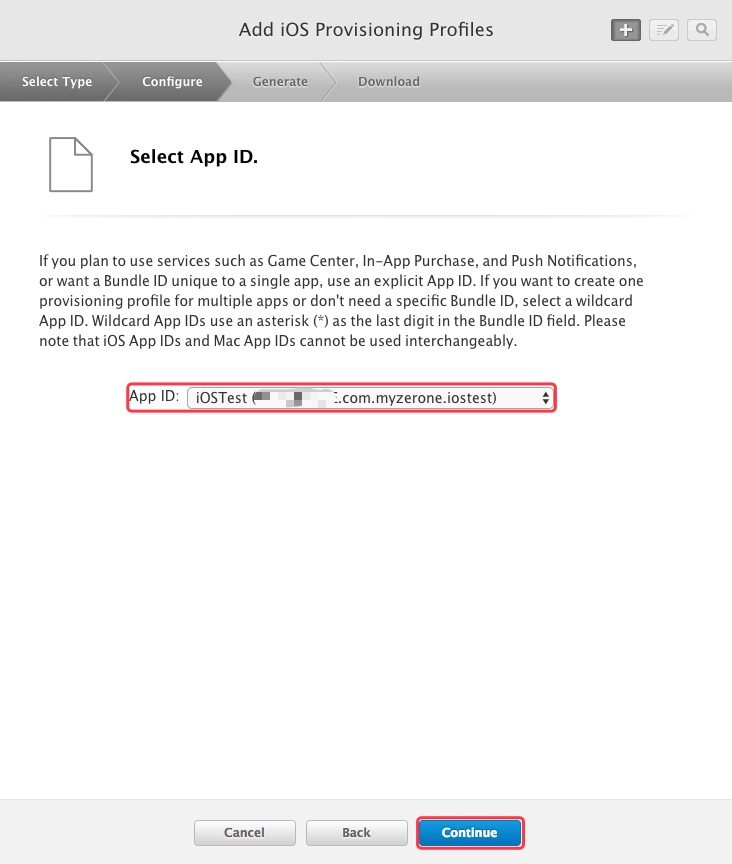 Add iOS Provisioning Profiles
Select Type Configure Generate Download
Select App ID.
If you plan to use services such as Game Center, In-App Purchase, and Push Notifications,
or want a Bundle ID unique to a single app, use an explicit App ID. If you want to create one
provisioning profile for multiple apps or don't need a specific Bundle ID, select a wildcard
App ID. Wildcard App IDs use an asterisk (*) as the last digit in the Bundle ID field. Please
note that iOS App IDs and Mac App IDs cannot be used interchangeably.
App ID: iOSTest ( .com.myzerone.iostest)
Cancel Back Continue